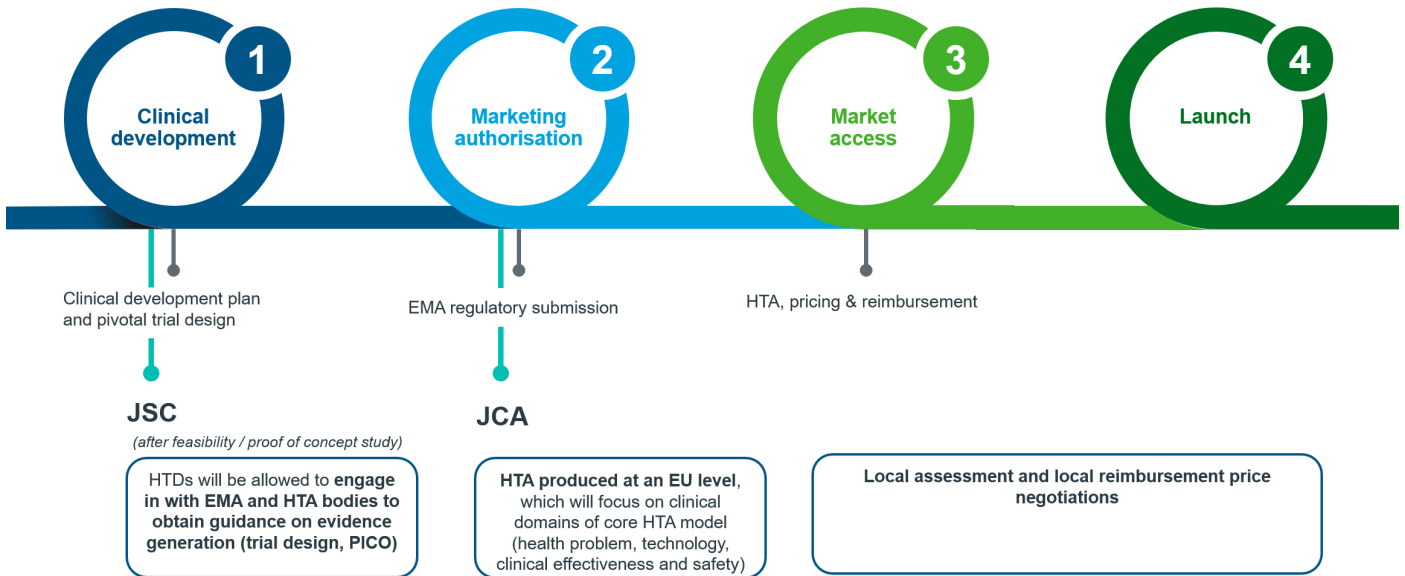 1
Clinical
development
2
Marketing
authorisation
3
Market
access
4
Launch
Clinical development plan
and pivotal trial design
EMA regulatory submission
HTA, pricing & reimbursement
JSC
(after feasibility / proof of concept study)
HTDs will be allowed to engage
in with EMA and HTA bodies to
obtain guidance on evidence
generation (trial design, PICO)
JCA
HTA produced at an EU level,
which will focus on clinical
domains of core HTA model
(health problem, technology,
clinical effectiveness and safety)
Local assessment and local reimbursement price
negotiations